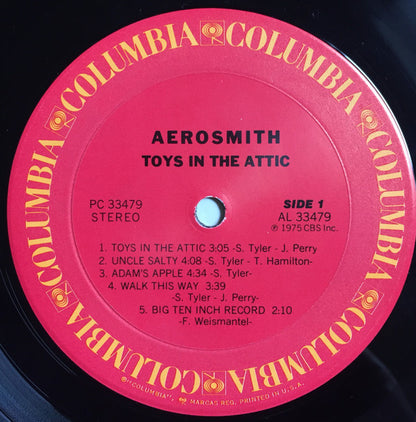 COLUMBIA COLUMBIA COLUMBIA COLUMBIA COLUMBIA COLUMBIA
AEROSMITH
TOYS IN THE ATTIC
PC 33479
STEREO
SIDE 1
AL 33479
℗ 1975 CBS Inc.
1. TOYS IN THE ATTIC 3:05 -S. Tyler - J. Perry
2. UNCLE SALTY 4:08 -S. Tyler - T. Hamilton-
3. ADAM'S APPLE 4:34 -S. Tyler-
4. WALK THIS WAY 3:39
-S. Tyler - J. Perry-
5. BIG TEN INCH RECORD 2:10
-F. Weismantel-
®"COLUMBIA", MARCAS REG. PRINTED IN U.S.A.